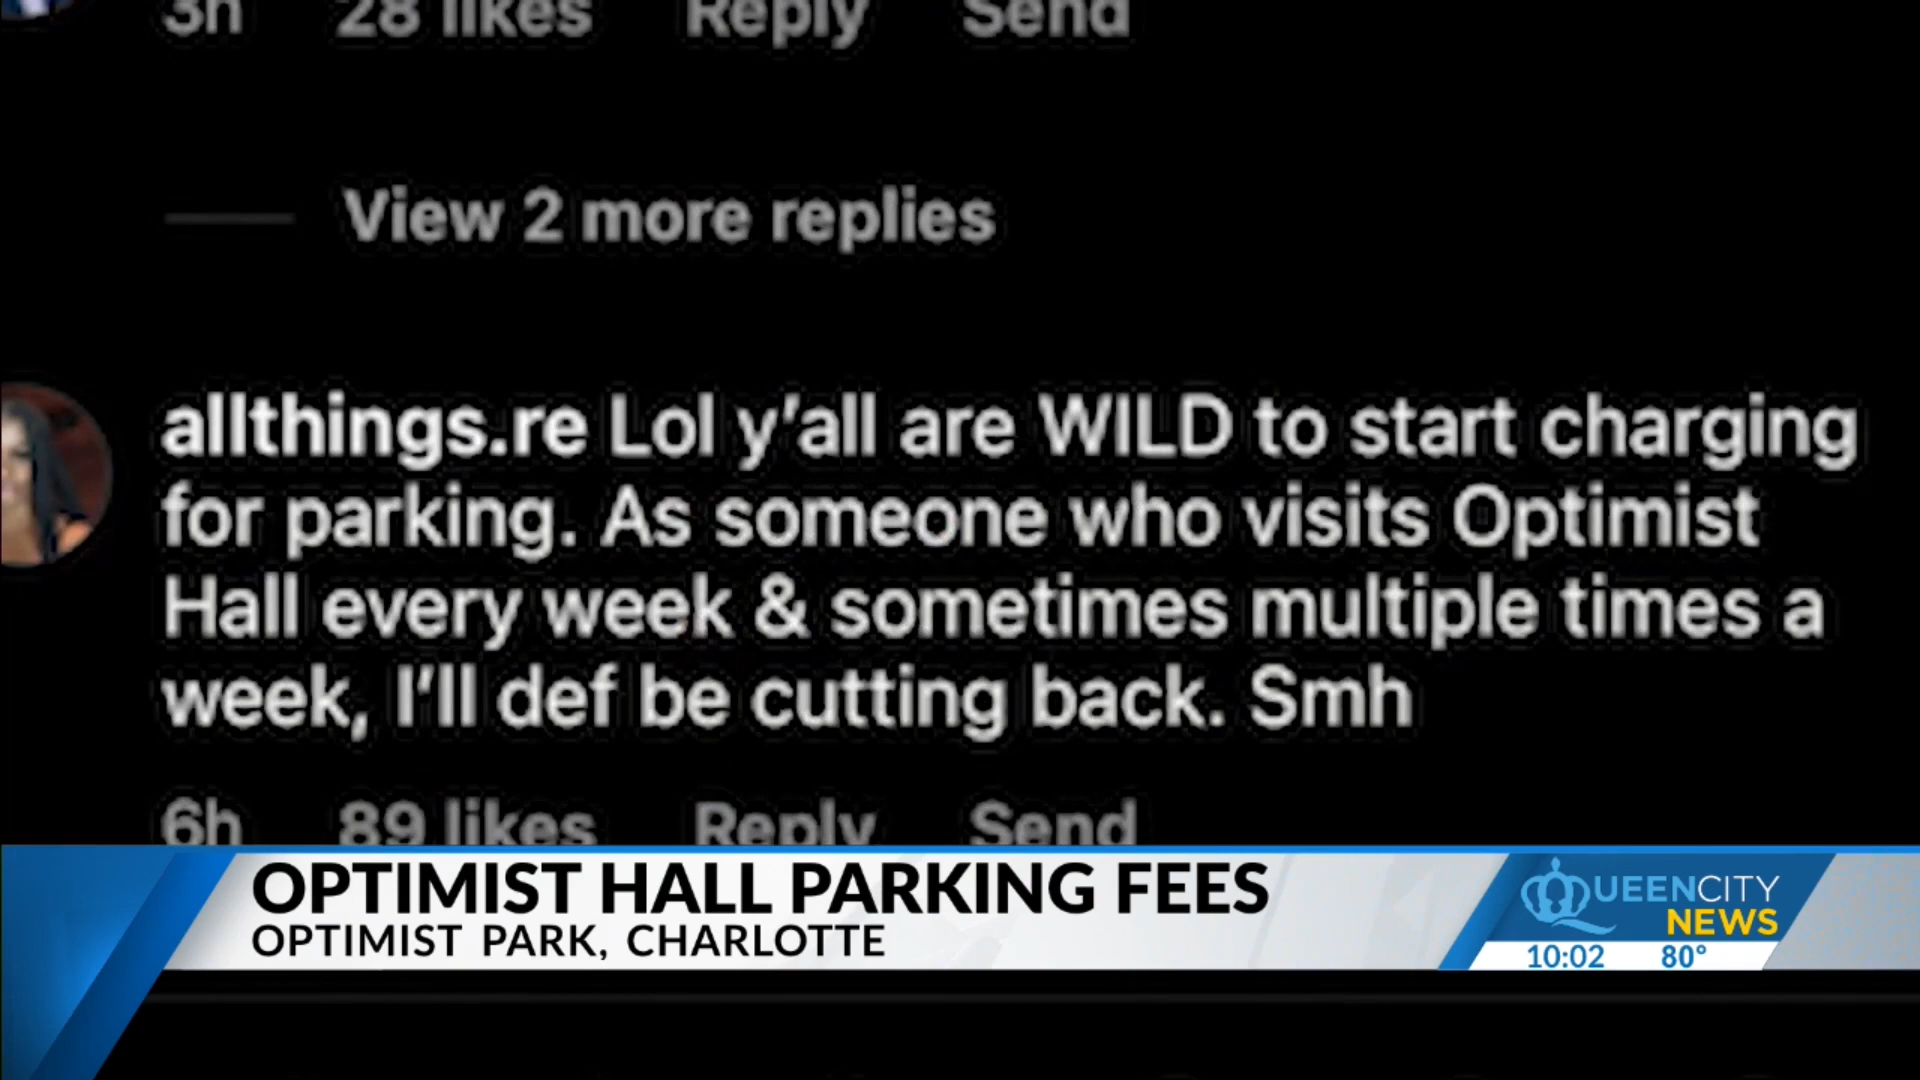 3h 28 likes Reply Send
View 2 more replies
allthings.re Lol y'all are WILD to start charging
for parking. As someone who visits Optimist
Hall every week & sometimes multiple times a
week, I'll def be cutting back. Smh
6h 89 likes Reply Send
OPTIMIST HALL PARKING FEES
OPTIMIST PARK, CHARLOTTE
QUEEN CITY
NEWS
10:02 80°